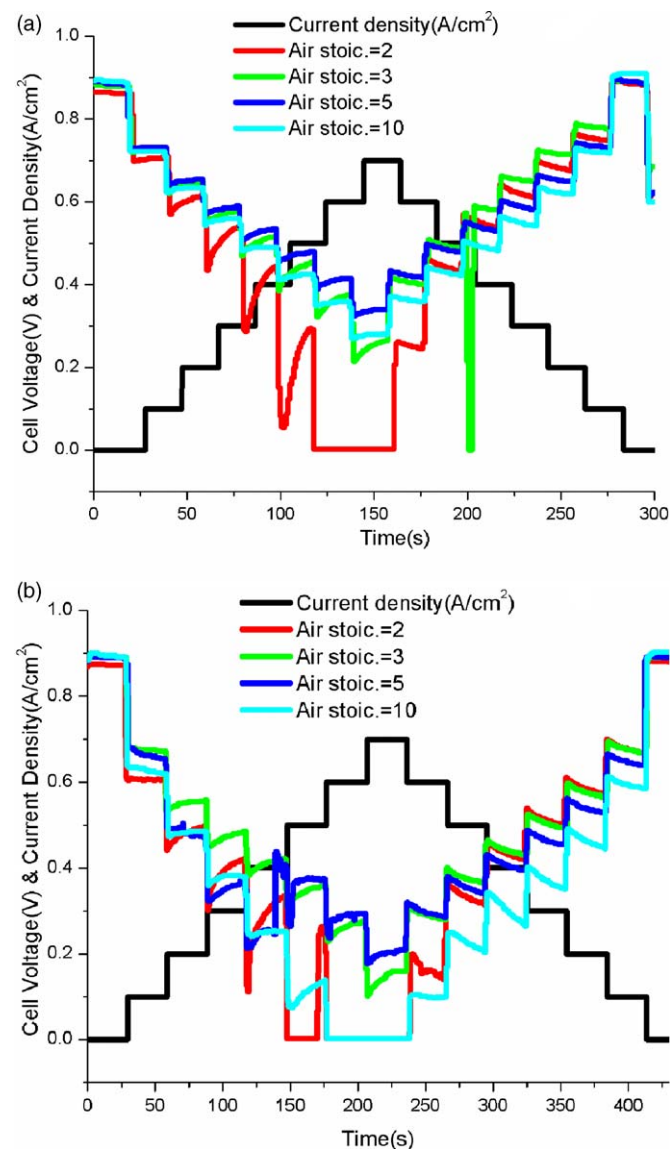 (a)
Current density(A/cm²)
Air stoic.=2
Air stoic.=3
Air stoic.=5
Air stoic.=10
Cell Voltage(V) & Current Density(A/cm²)
1.0
0.8
0.6
0.4
0.2
0.0
0 50 100 150 200 250 300
Time(s)
(b)
Current density(A/cm²)
Air stoic.=2
Air stoic.=3
Air stoic.=5
Air stoic.=10
Cell Voltage(V) & Current Density(A/cm²)
1.0
0.8
0.6
0.4
0.2
0.0
0 50 100 150 200 250 300 350 400
Time(s)